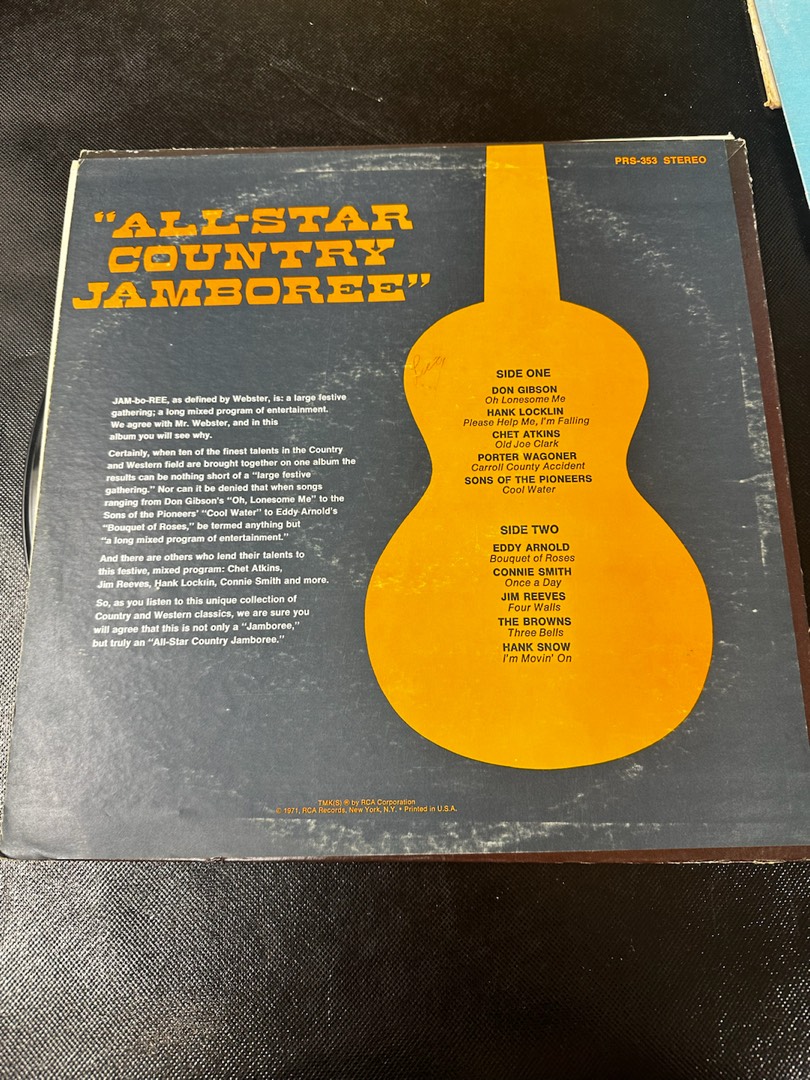 PRS-353 STEREO
"ALL-STAR
COUNTRY
JAMBOREE"
JAM-bo-REE, as defined by Webster, is: a large festive
gathering; a long mixed program of entertainment.
We agree with Mr. Webster, and in this
album you will see why.
Certainly, when ten of the finest talents in the Country
and Western field are brought together on one album the
results can be nothing short of a "large festive
gathering." Nor can it be denied that when songs
ranging from Don Gibson's "Oh, Lonesome Me" to the
Sons of the Pioneers' "Cool Water" to Eddy Arnold's
"Bouquet of Roses," be termed anything but
"a long mixed program of entertainment."
And there are others who lend their talents to
this festive, mixed program: Chet Atkins,
Jim Reeves, Hank Locklin, Connie Smith and more.
So, as you listen to this unique collection of
Country and Western classics, we are sure you
will agree that this is not only a "Jamboree,"
but truly an "All-Star Country Jamboree."
SIDE ONE
DON GIBSON
Oh Lonesome Me
HANK LOCKLIN
Please Help Me, I'm Falling
CHET ATKINS
Old Joe Clark
PORTER WAGONER
Carroll County Accident
SONS OF THE PIONEERS
Cool Water
SIDE TWO
EDDY ARNOLD
Bouquet of Roses
CONNIE SMITH
Once a Day
JIM REEVES
Four Walls
THE BROWNS
Three Bells
HANK SNOW
I'm Movin' On
TMK(S) ® by RCA Corporation
© 1971, RCA Records, New York, N.Y. • Printed in U.S.A.